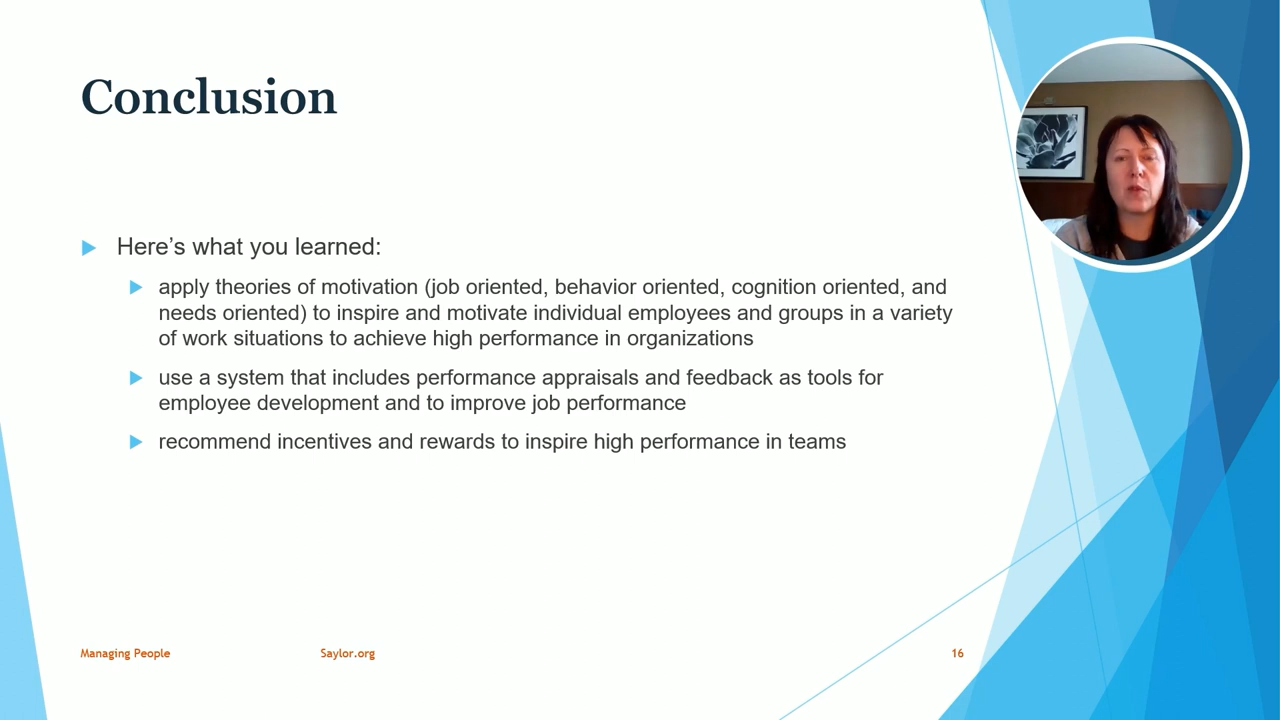 Conclusion
Here’s what you learned:
apply theories of motivation (job oriented, behavior oriented, cognition oriented, and
needs oriented) to inspire and motivate individual employees and groups in a variety
of work situations to achieve high performance in organizations
use a system that includes performance appraisals and feedback as tools for
employee development and to improve job performance
recommend incentives and rewards to inspire high performance in teams
Managing People
Saylor.org
16